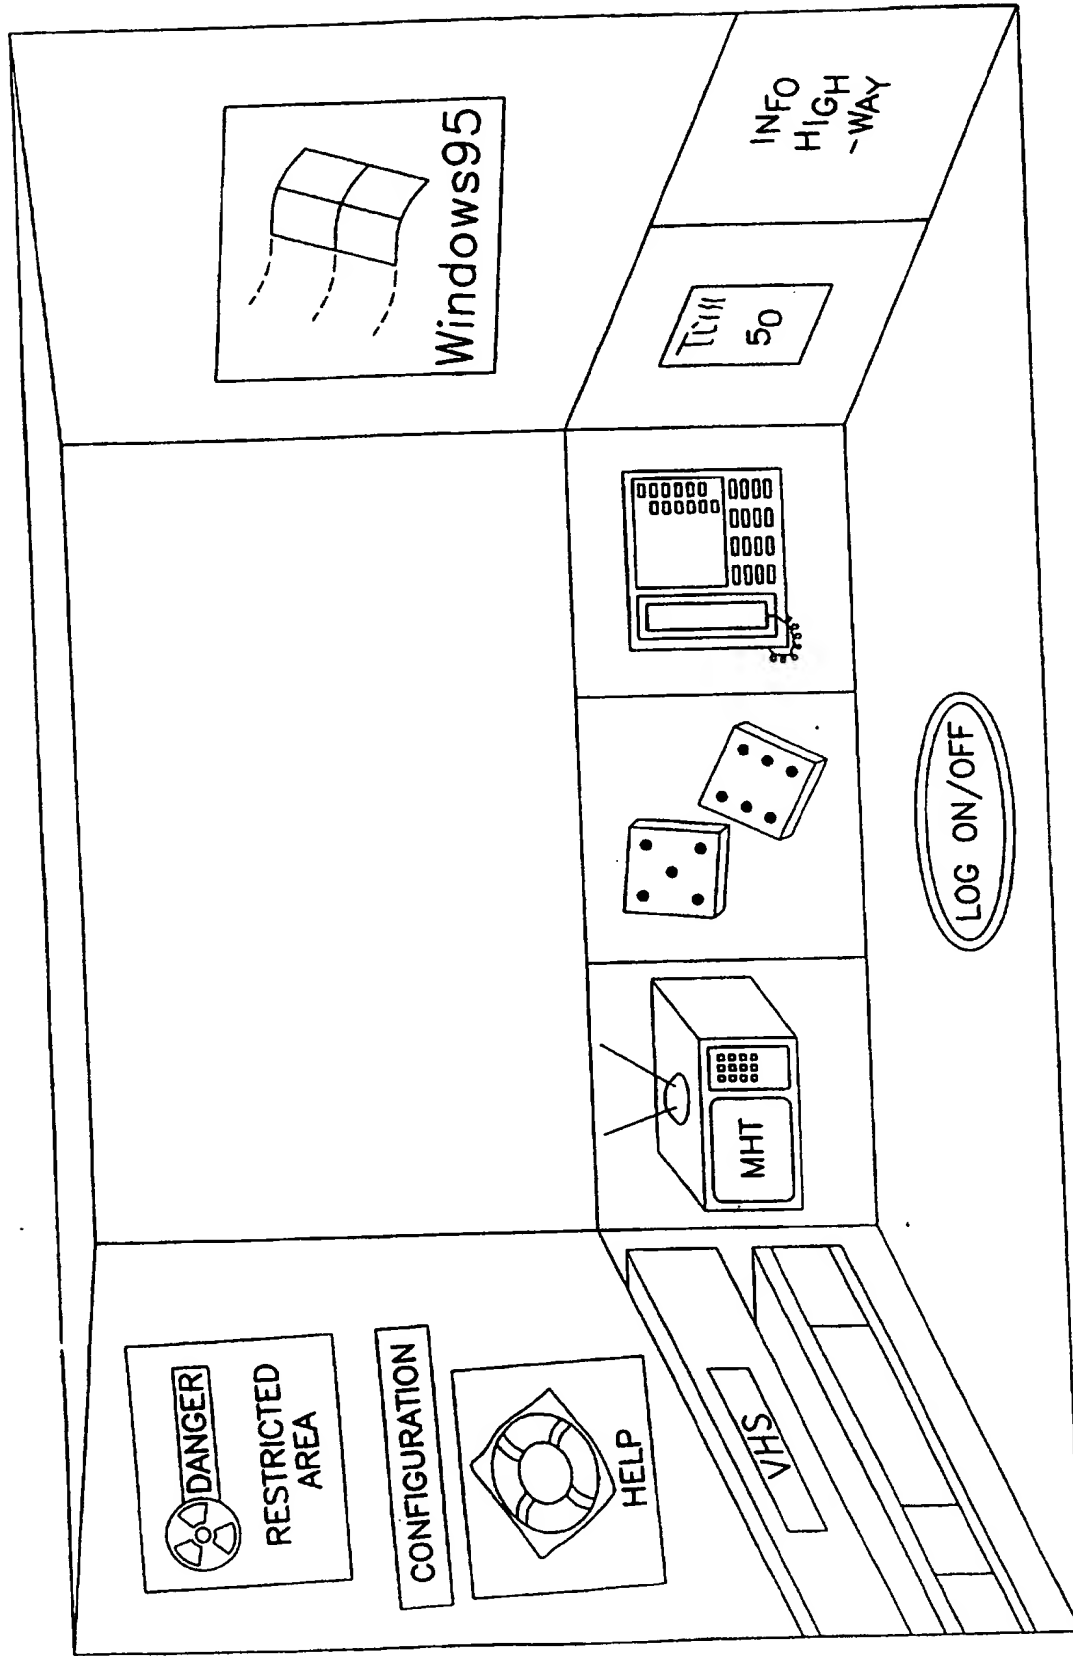 DANGER
RESTRICTED
AREA
CONFIGURATION
HELP
VHS
MHT
LOG ON/OFF
Windows95
50
INFO
HIGH
-WAY